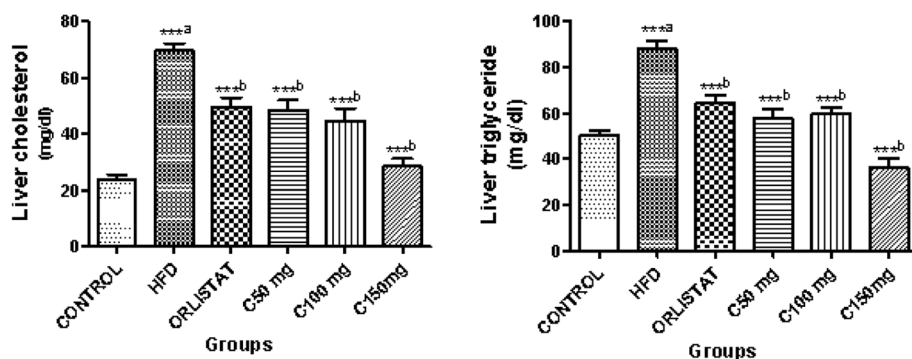 Liver cholesterol
(mg/dl)
80
60
40
20
0
***a
***b
***b
***b
***b
CONTROL
HFD
ORLISTAT
C50 mg
C100 mg
C150mg
Groups
Liver triglyceride
(mg/dl)
100
80
60
40
20
0
***a
***b
***b
***b
***b
CONTROL
HFD
ORLISTAT
C50 mg
C100 mg
C150mg
Groups